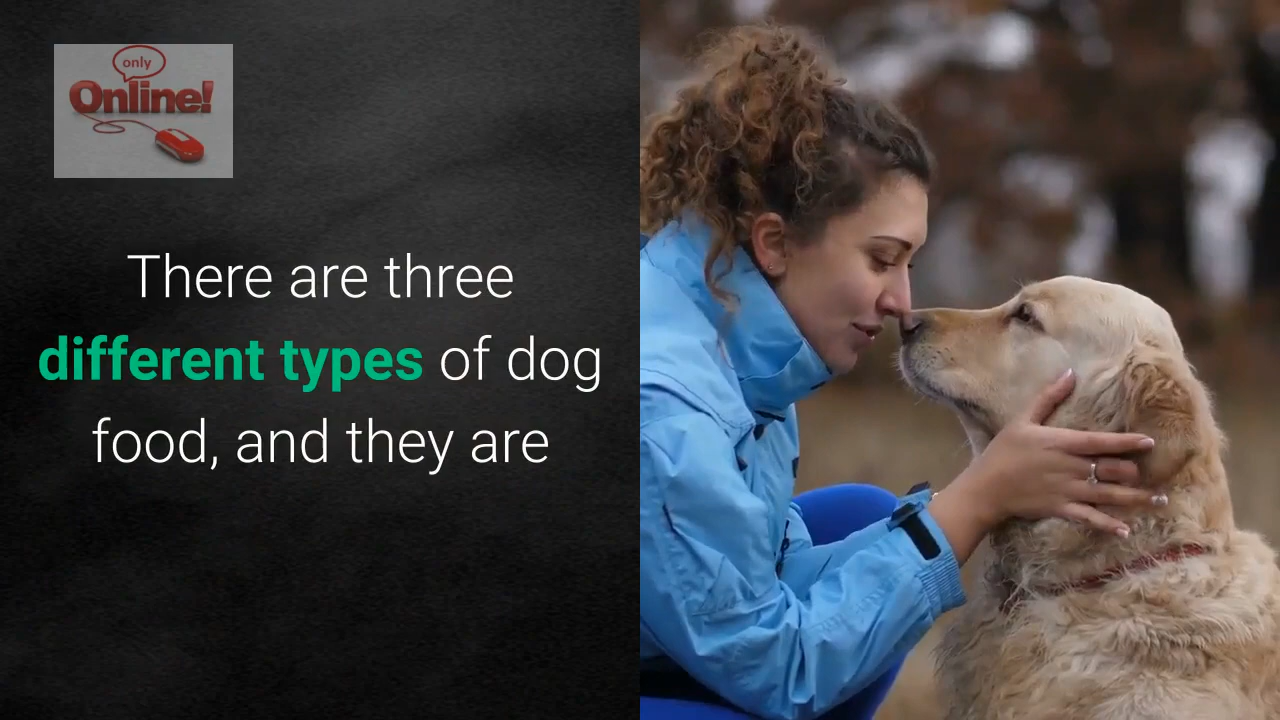 only
Online!
There are three
different types of dog
food, and they are